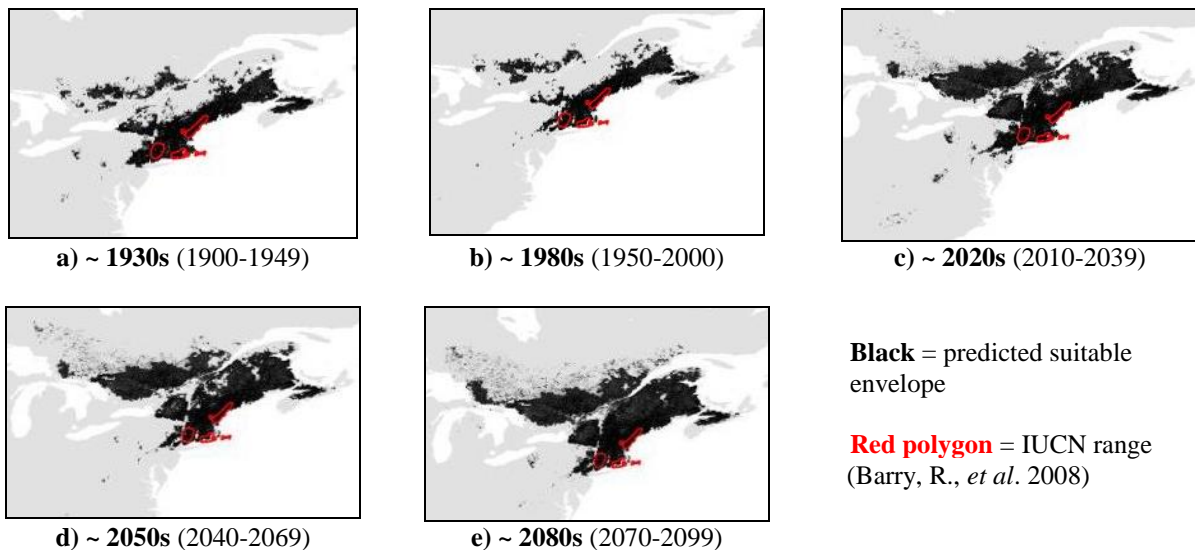 a) ~ 1930s (1900-1949)
b) ~ 1980s (1950-2000)
c) ~ 2020s (2010-2039)
d) ~ 2050s (2040-2069)
e) ~ 2080s (2070-2099)
Black = predicted suitable
envelope
Red polygon = IUCN range
(Barry, R., et al. 2008)